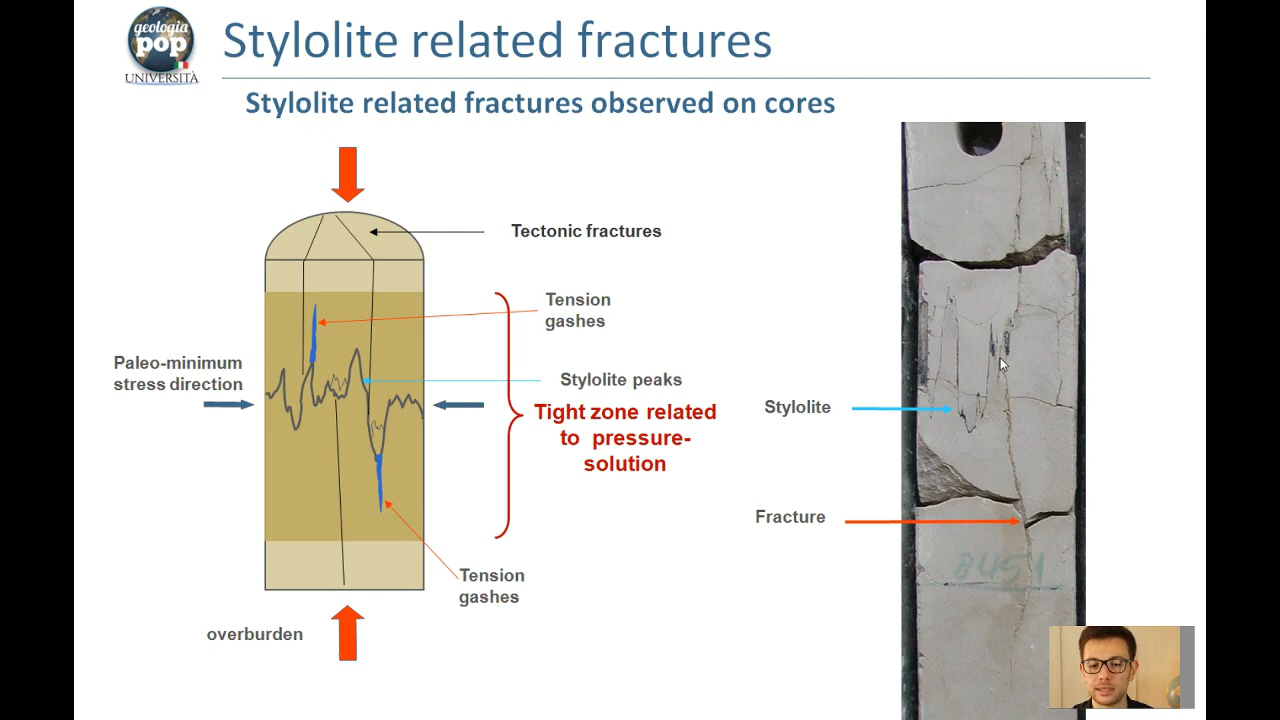 geologia
pop
UNIVERSITÀ
Stylolite related fractures
Stylolite related fractures observed on cores
Tectonic fractures
Tension
gashes
Paleo-minimum
stress direction
Stylolite peaks
Tight zone related
to pressure-
solution
Stylolite
Fracture
8451
Tension
gashes
overburden